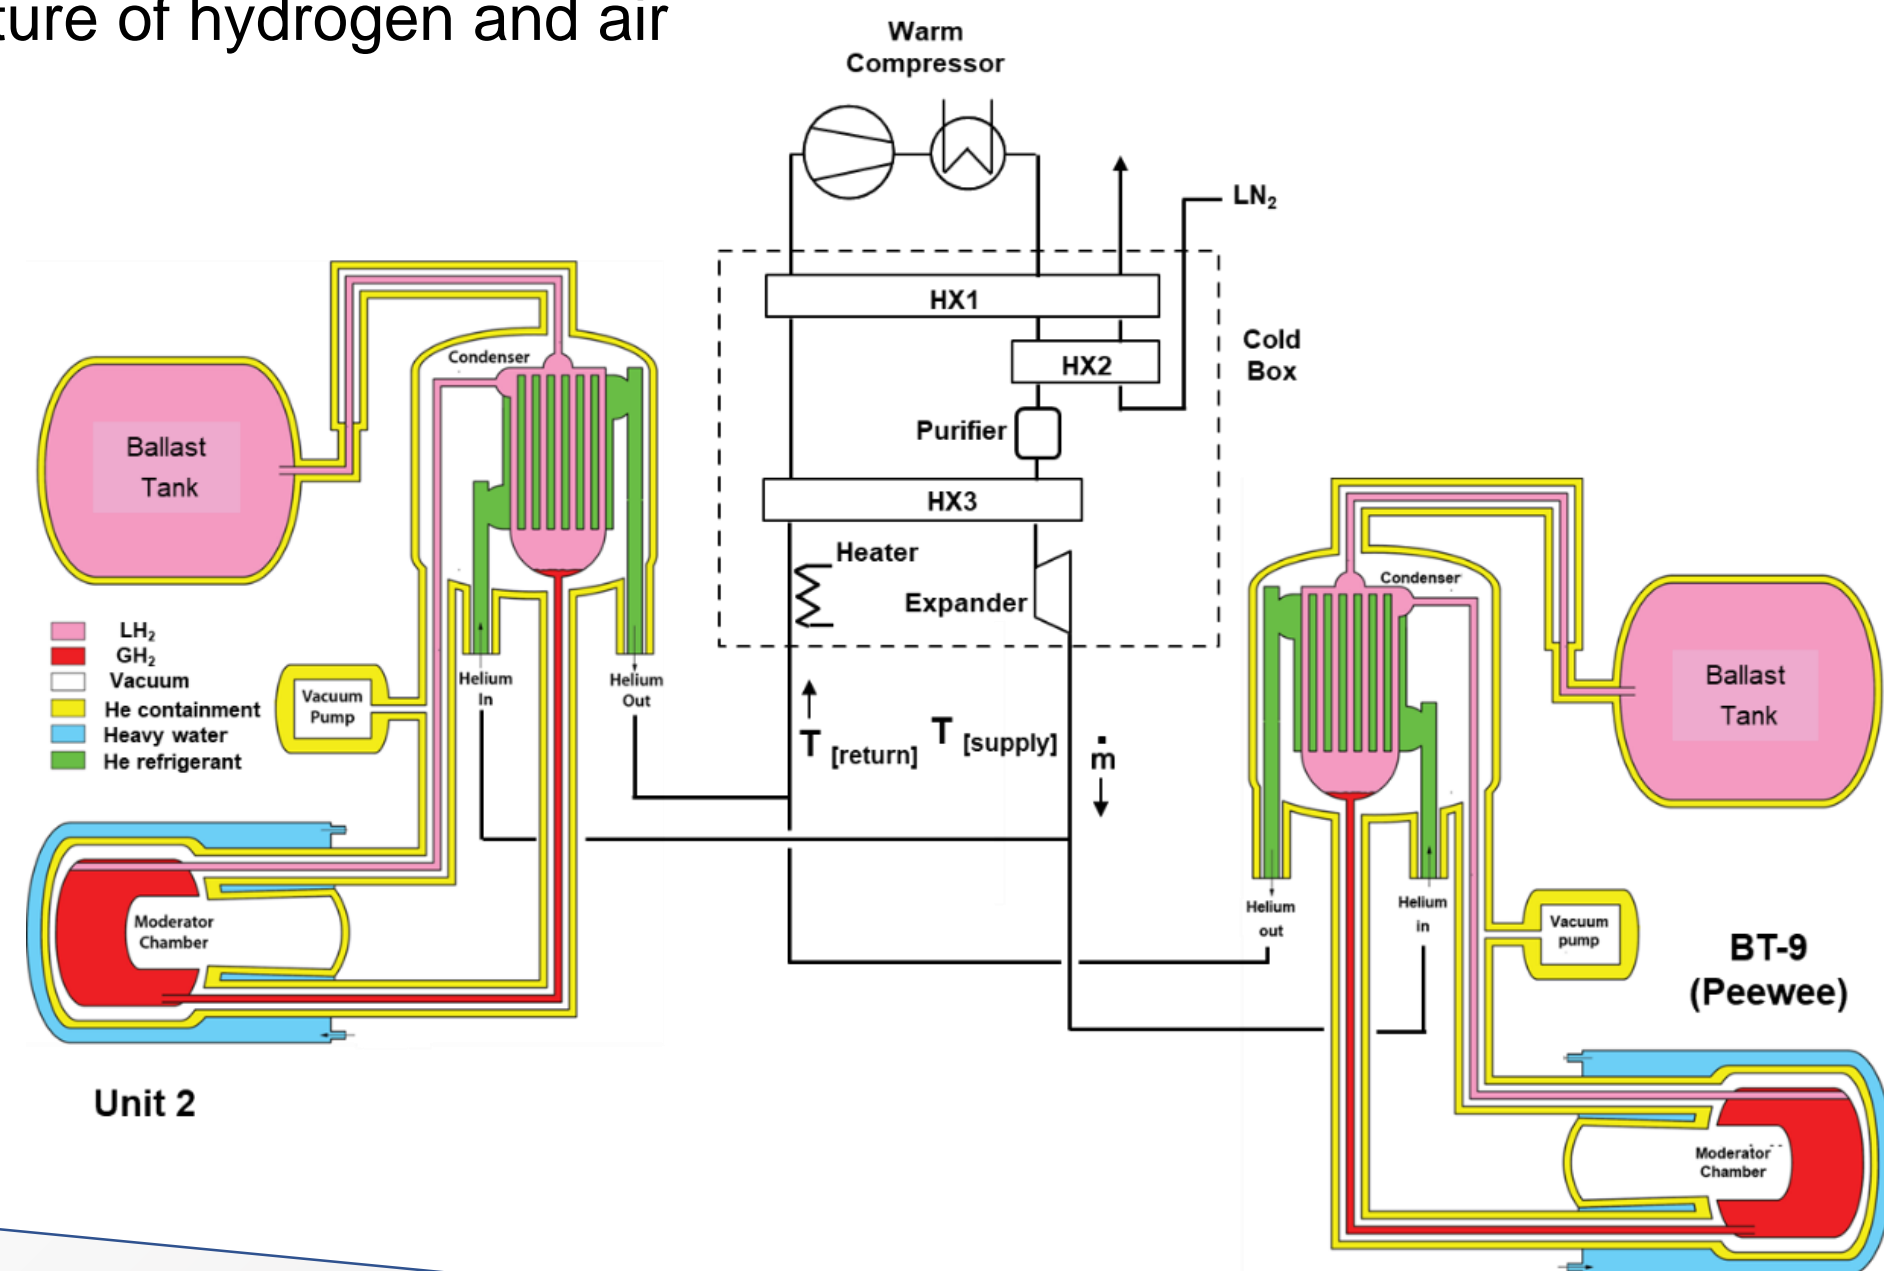 ture of hydrogen and air
Warm
Compressor
LN₂
HX1
HX2
Cold
Box
Purifier
HX3
Heater
Expander
T [return]
T [supply]
ṁ
Condenser
Ballast
Tank
LH₂
GH₂
Vacuum
He containment
Heavy water
He refrigerant
Vacuum
Pump
Helium
In
Helium
Out
Moderator
Chamber
Unit 2
Condenser
Ballast
Tank
Helium
out
Helium
in
Vacuum
pump
BT-9
(Peewee)
Moderator
Chamber